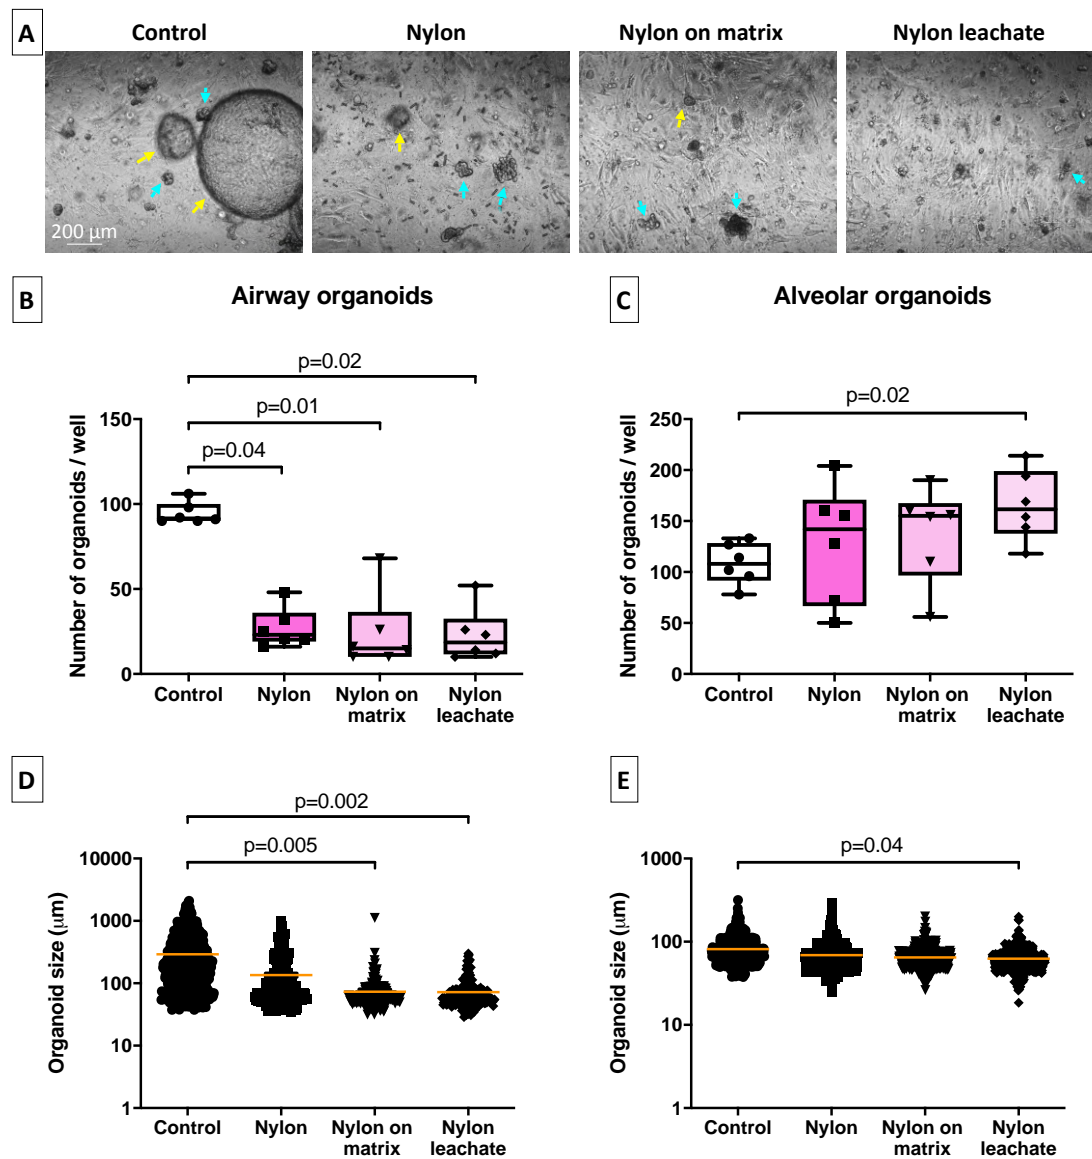 A
Control
Nylon
Nylon on matrix
Nylon leachate
200 μm
B
Airway organoids
C
Alveolar organoids
p=0.02
p=0.01
p=0.04
Number of organoids / well
150
100
50
0
Control
Nylon
Nylon on
matrix
Nylon
leachate
p=0.02
Number of organoids / well
250
200
150
100
50
0
Control
Nylon
Nylon on
matrix
Nylon
leachate
D
p=0.002
p=0.005
Organoid size (μm)
10000
1000
100
10
1
Control
Nylon
Nylon on
matrix
Nylon
leachate
E
p=0.04
Organoid size (μm)
1000
100
10
1
Control
Nylon
Nylon on
matrix
Nylon
leachate